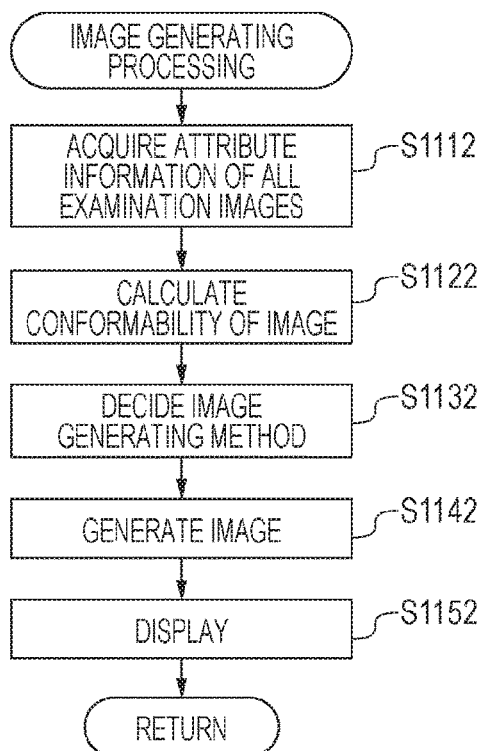 IMAGE GENERATING
PROCESSING
ACQUIRE ATTRIBUTE
INFORMATION OF ALL
EXAMINATION IMAGES
S1112
CALCULATE
CONFORMABILITY OF IMAGE
S1122
DECIDE IMAGE
GENERATING METHOD
S1132
GENERATE IMAGE
S1142
DISPLAY
S1152
RETURN